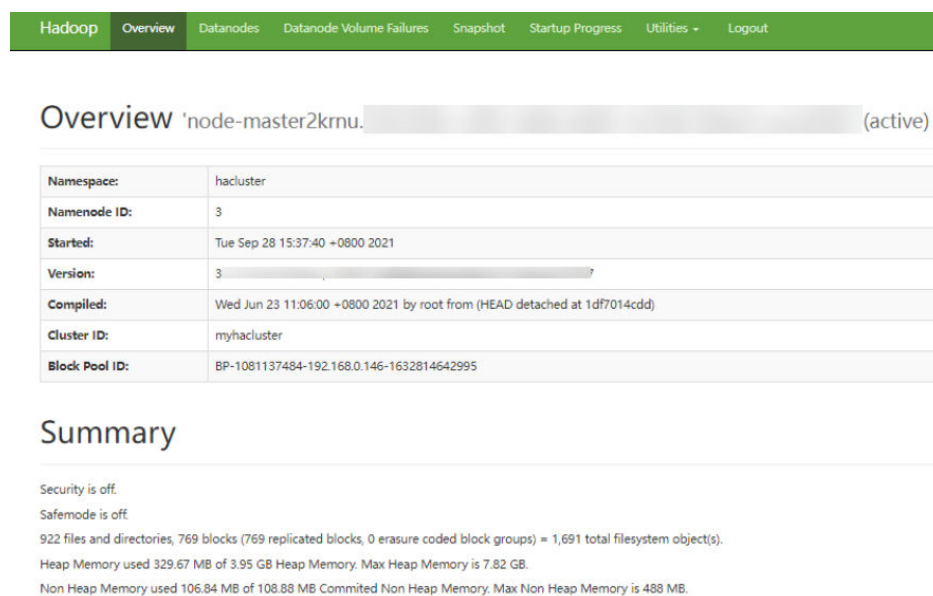 Hadoop Overview Datanodes Datanode Volume Failures Snapshot Startup Progress Utilities Logout
Overview 'node-master2krnu. (active)
Namespace: hacluster
Namenode ID: 3
Started: Tue Sep 28 15:37:40 +0800 2021
Version: 3
Compiled: Wed Jun 23 11:06:00 +0800 2021 by root from (HEAD detached at 1df7014cdd)
Cluster ID: myhacluster
Block Pool ID: BP-1081137484-192.168.0.146-1632814642995
Summary
Security is off.
Safemode is off.
922 files and directories, 769 blocks (769 replicated blocks, 0 erasure coded block groups) = 1,691 total filesystem object(s).
Heap Memory used 329.67 MB of 3.95 GB Heap Memory. Max Heap Memory is 7.82 GB.
Non Heap Memory used 106.84 MB of 108.88 MB Commited Non Heap Memory. Max Non Heap Memory is 488 MB.